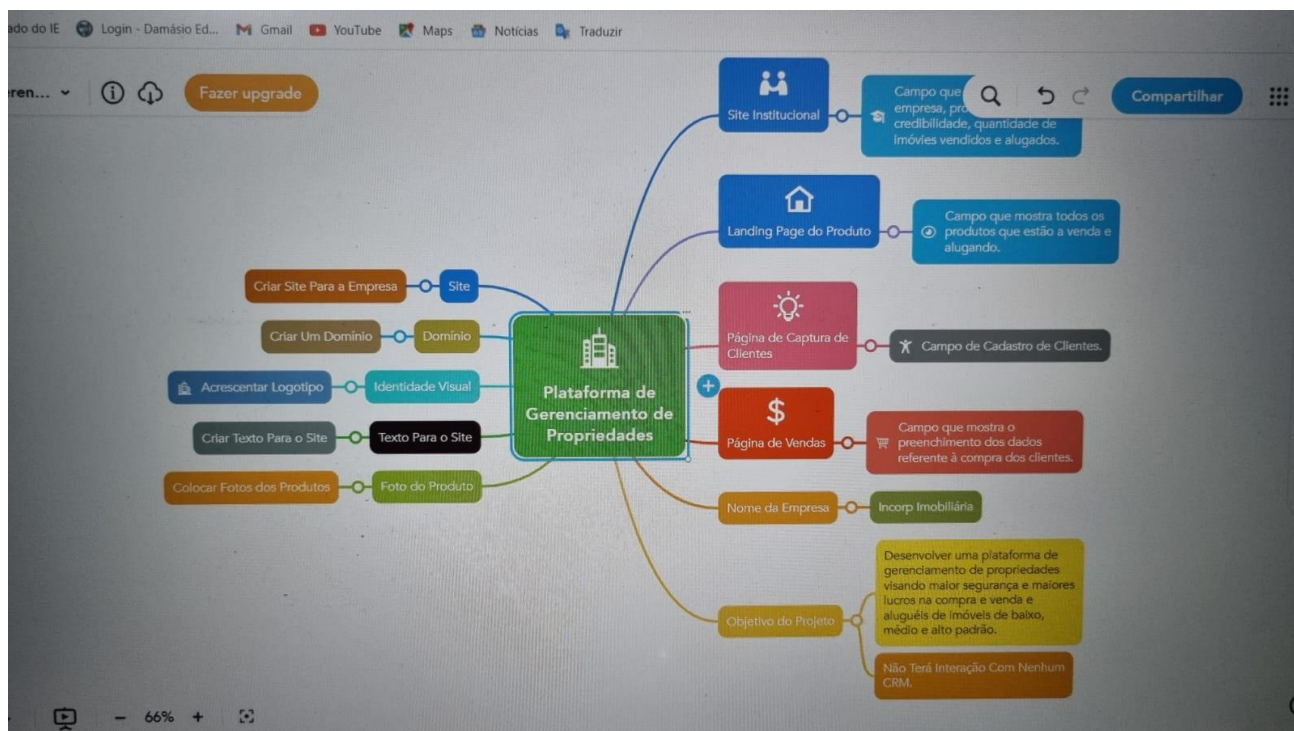 ado do IE Login - Damásio Ed... Gmail YouTube Maps Notícias Traduzir
eren... Fazer upgrade
Compartilhar
Site Institucional
Campo que
empresa, pro
credibilidade, quantidade de
imóvies vendidos e alugados.
Landing Page do Produto
Campo que mostra todos os
produtos que estão a venda e
alugando.
Criar Site Para a Empresa
Site
Criar Um Domínio
Domínio
Acrescentar Logotipo
Identidade Visual
Criar Texto Para o Site
Texto Para o Site
Colocar Fotos dos Produtos
Foto do Produto
Plataforma de
Gerenciamento de
Propriedades
Página de Captura de
Clientes
Campo de Cadastro de Clientes.
$
Página de Vendas
Campo que mostra o
preenchimento dos dados
referente à compra dos clientes.
Nome da Empresa
Incorp Imobiliária
Objetivo do Projeto
Desenvolver uma plataforma de
gerenciamento de propriedades
visando maior segurança e maiores
lucros na compra e venda e
aluguéis de imóveis de baixo,
médio e alto padrão.
Não Terá Interação Com Nenhum
CRM.
66%